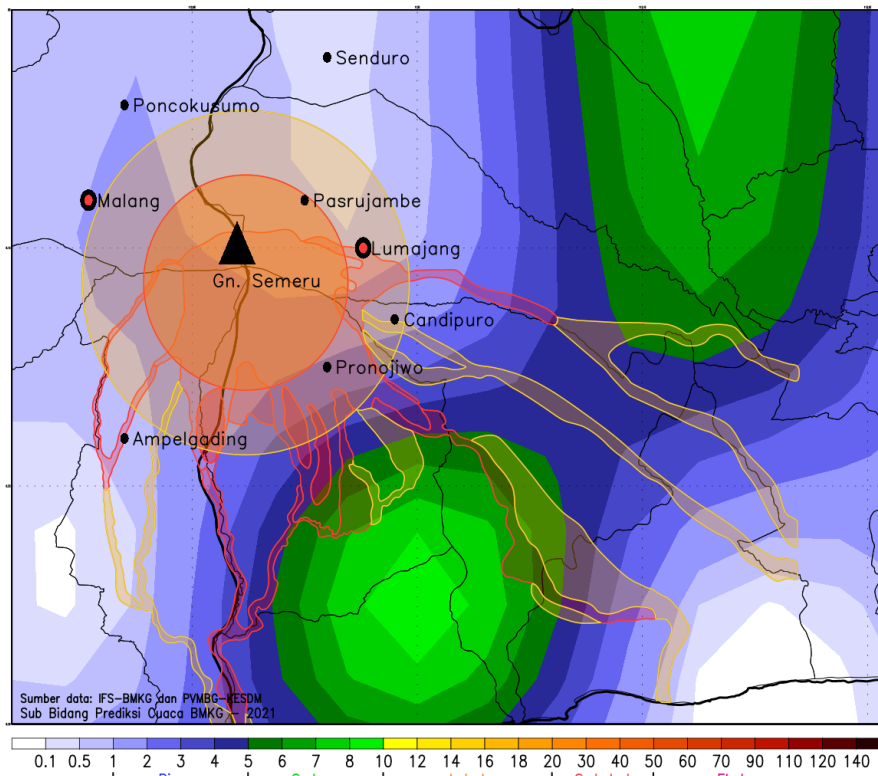 Senduro
Poncokusumo
Malang
Pasrujambe
Lumajang
Gn. Semeru
Candipuro
Pronojiwo
Ampelgading
Sumber data: IFS-BMKG dan PVMBG-KESDM
Sub Bidang Prediksi Cuaca BMKG - 2021
0.1 0.5 1 2 3 4 5 6 7 8 10 12 14 16 18 20 30 40 50 60 70 90 110 120 140